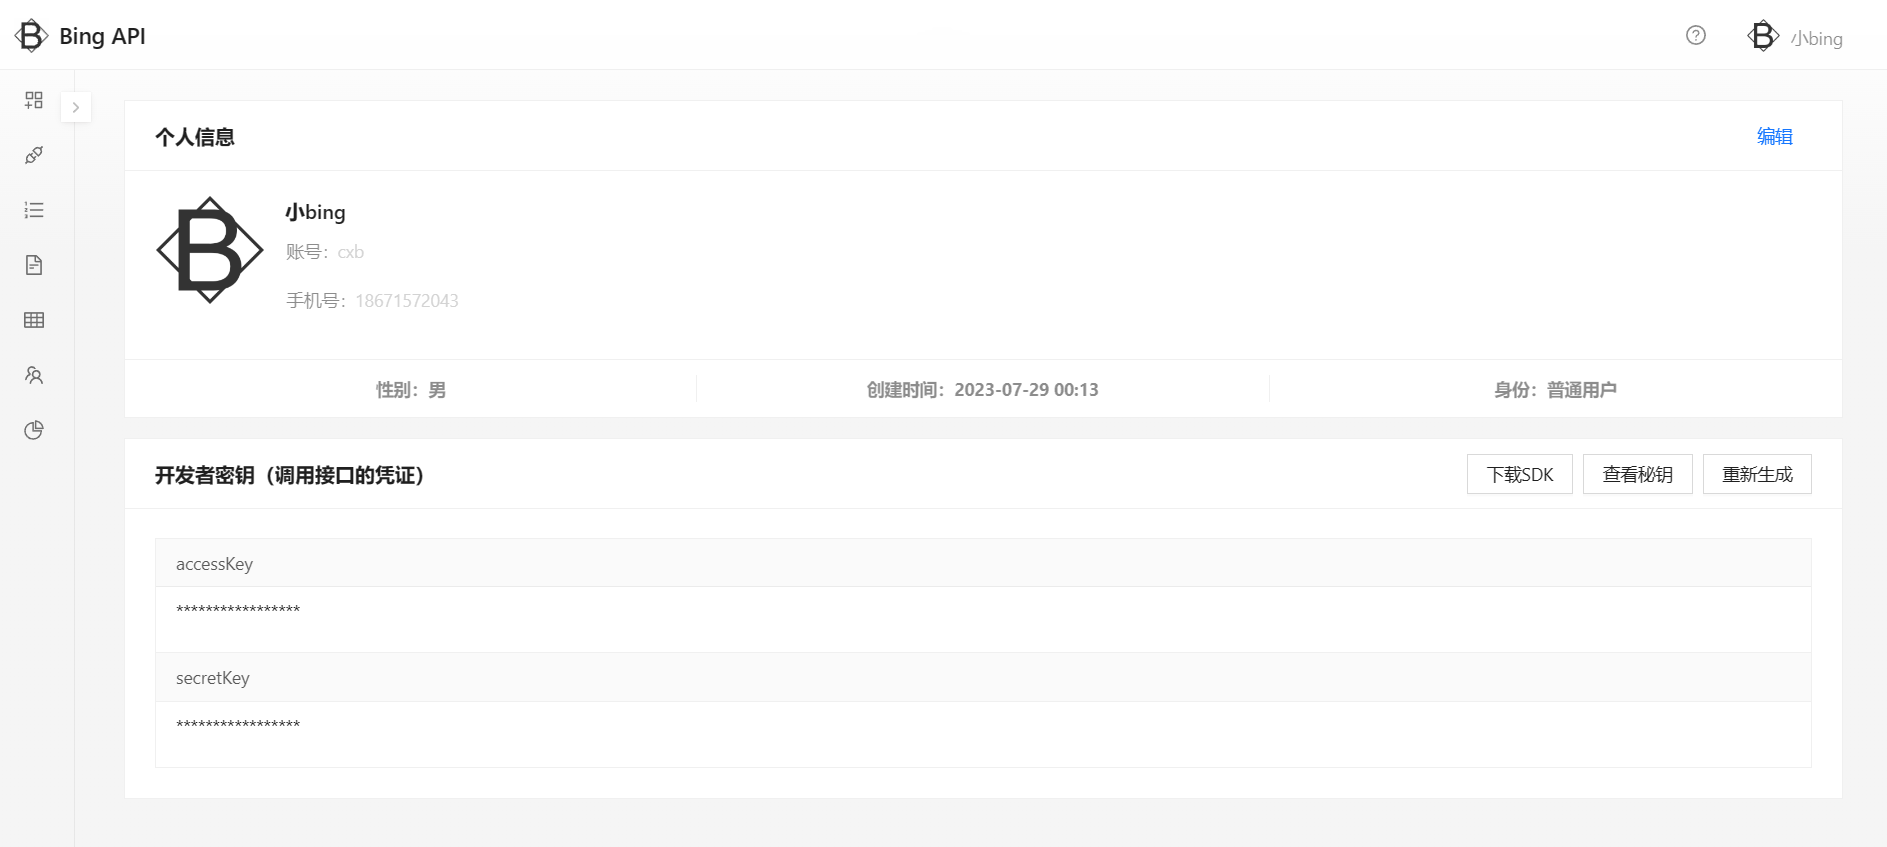 Bing API
小bing
个人信息
编辑
小bing
账号：cxb
手机号：18671572043
性别：男
创建时间：2023-07-29 00:13
身份：普通用户
开发者密钥（调用接口的凭证）
下载SDK
查看秘钥
重新生成
accessKey
*****************
secretKey
*****************